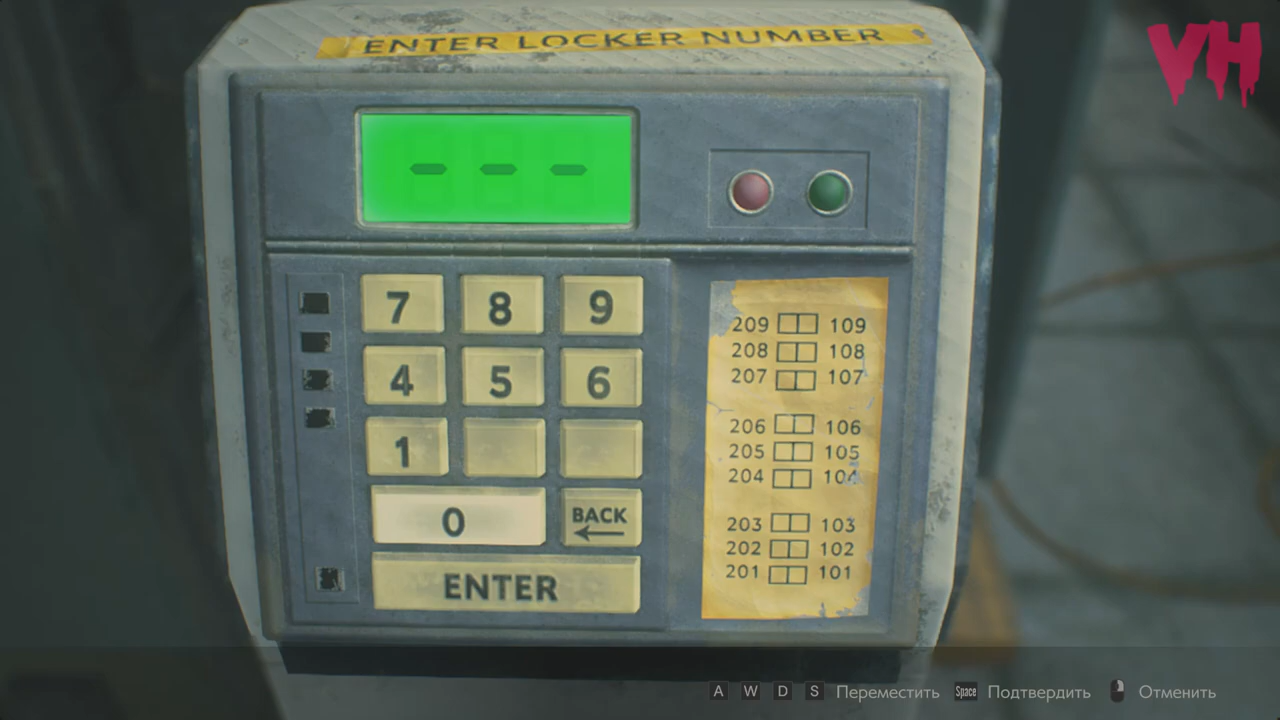 VH
ENTER LOCKER NUMBER
- - -
7 8 9
4 5 6
1
0 BACK
ENTER
209 109
208 108
207 107
206 106
205 105
204 104
203 103
202 102
201 101
A W D S Переместить Space Подтвердить Отменить